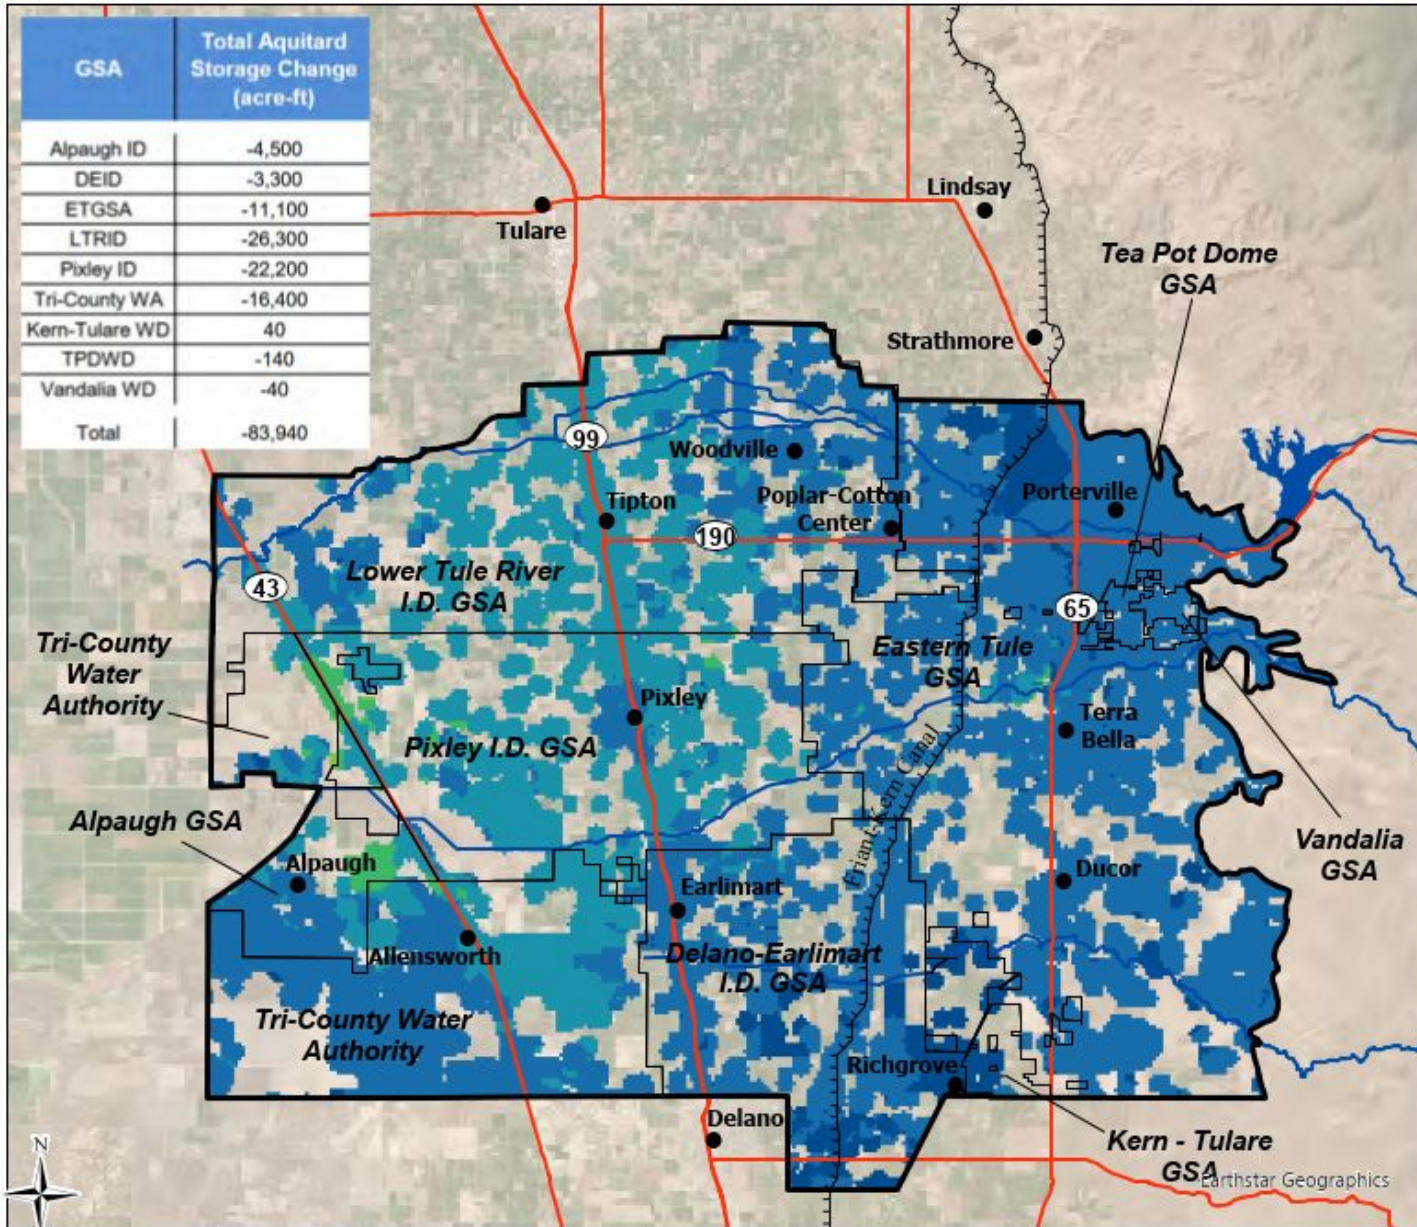 GSA
Total Aquitard
Storage Change
(acre-ft)
Alpaugh ID -4,500
DEID -3,300
ETGSA -11,100
LTRID -26,300
Pixley ID -22,200
Tri-County WA -16,400
Kern-Tulare WD 40
TPDWD -140
Vandalia WD -40
Total -83,940
Tulare
Lindsay
Tea Pot Dome
GSA
Strathmore
99
Woodville
Tipton
Poplar-Cotton
Center
Porterville
190
43
Lower Tule River
I.D. GSA
65
Tri-County
Water
Authority
Eastern Tule
GSA
Pixley
Pixley I.D. GSA
Terra
Bella
Friant-Kern Canal
Alpaugh GSA
Alpaugh
Vandalia
GSA
Earlimart
Ducor
Allensworth
Delano-Earlimart
I.D. GSA
Tri-County Water
Authority
Richgrove
Delano
Kern - Tulare
GSA
N
Earthstar Geographics